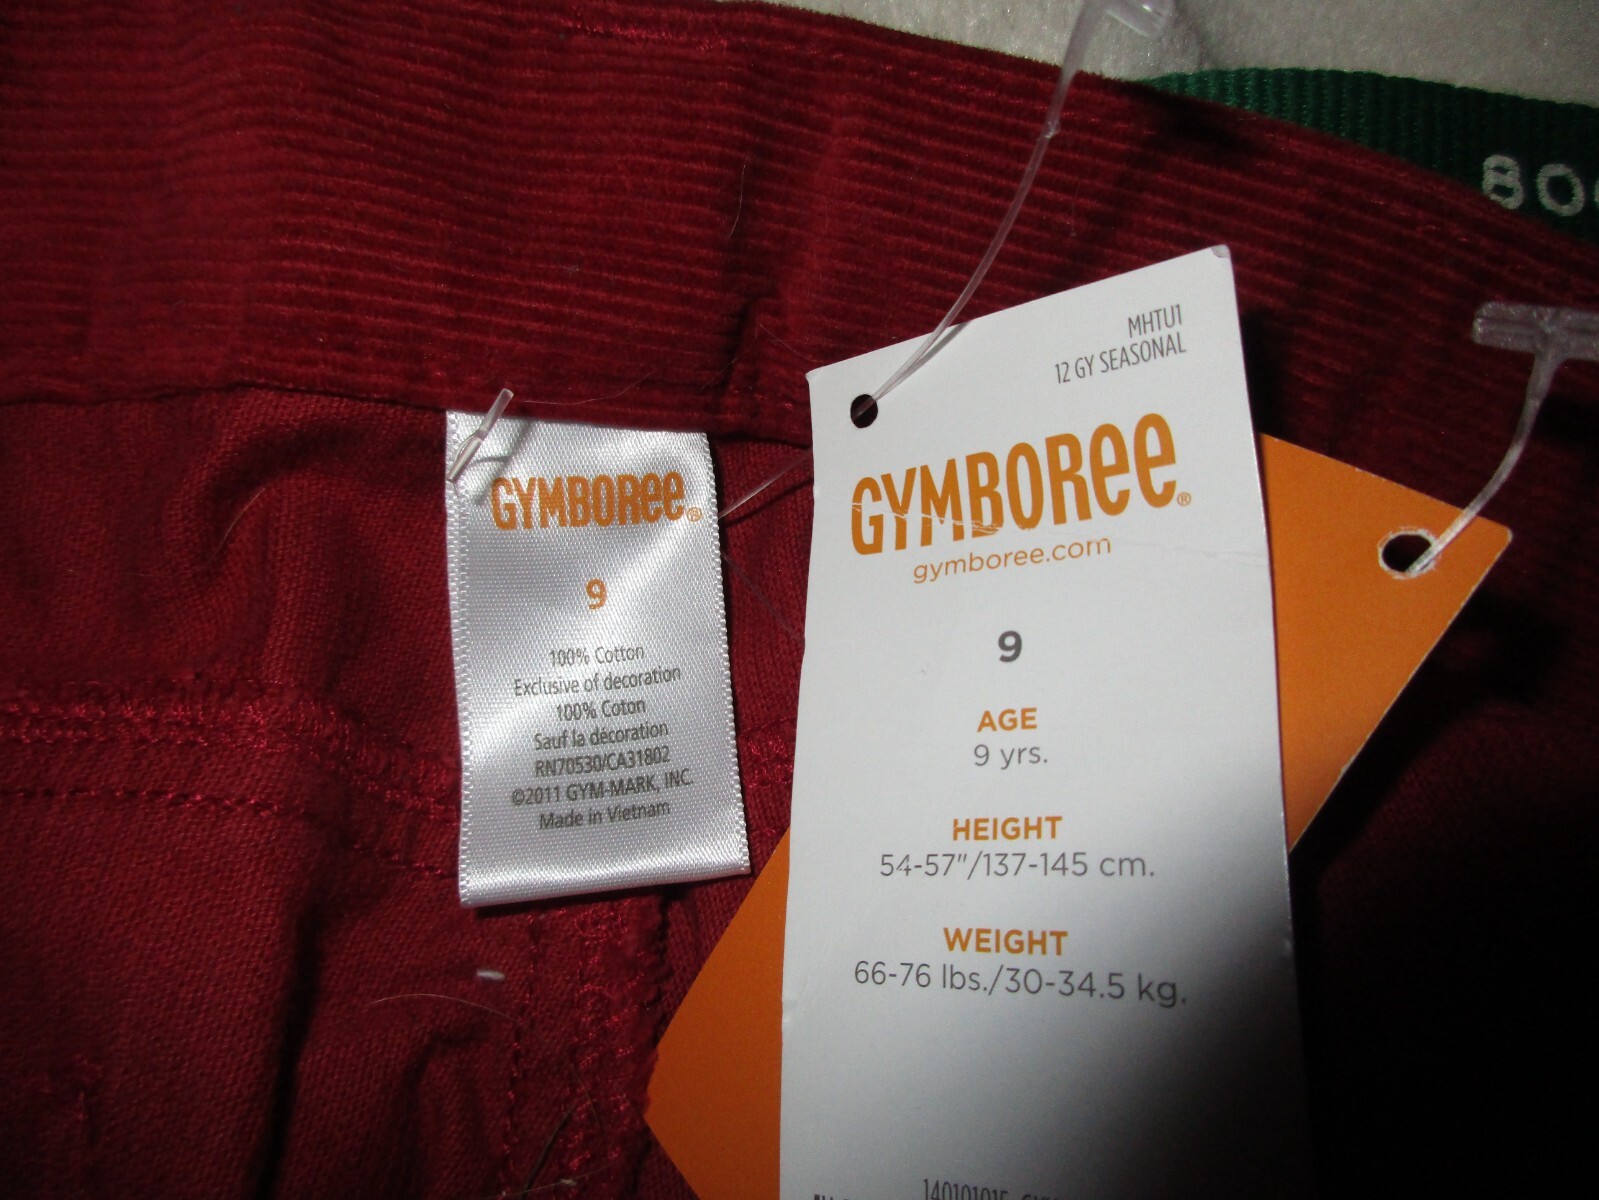 GYMBOREE®
9
100% Cotton
Exclusive of decoration
100% Coton
Sauf la décoration
RN70530/CA31802
©2011 GYM-MARK, INC.
Made in Vietnam
MHTU1
12 GY SEASONAL
GYMBOREE®
gymboree.com
9
AGE
9 yrs.
HEIGHT
54-57"/137-145 cm.
WEIGHT
66-76 lbs./30-34.5 kg.
140101015